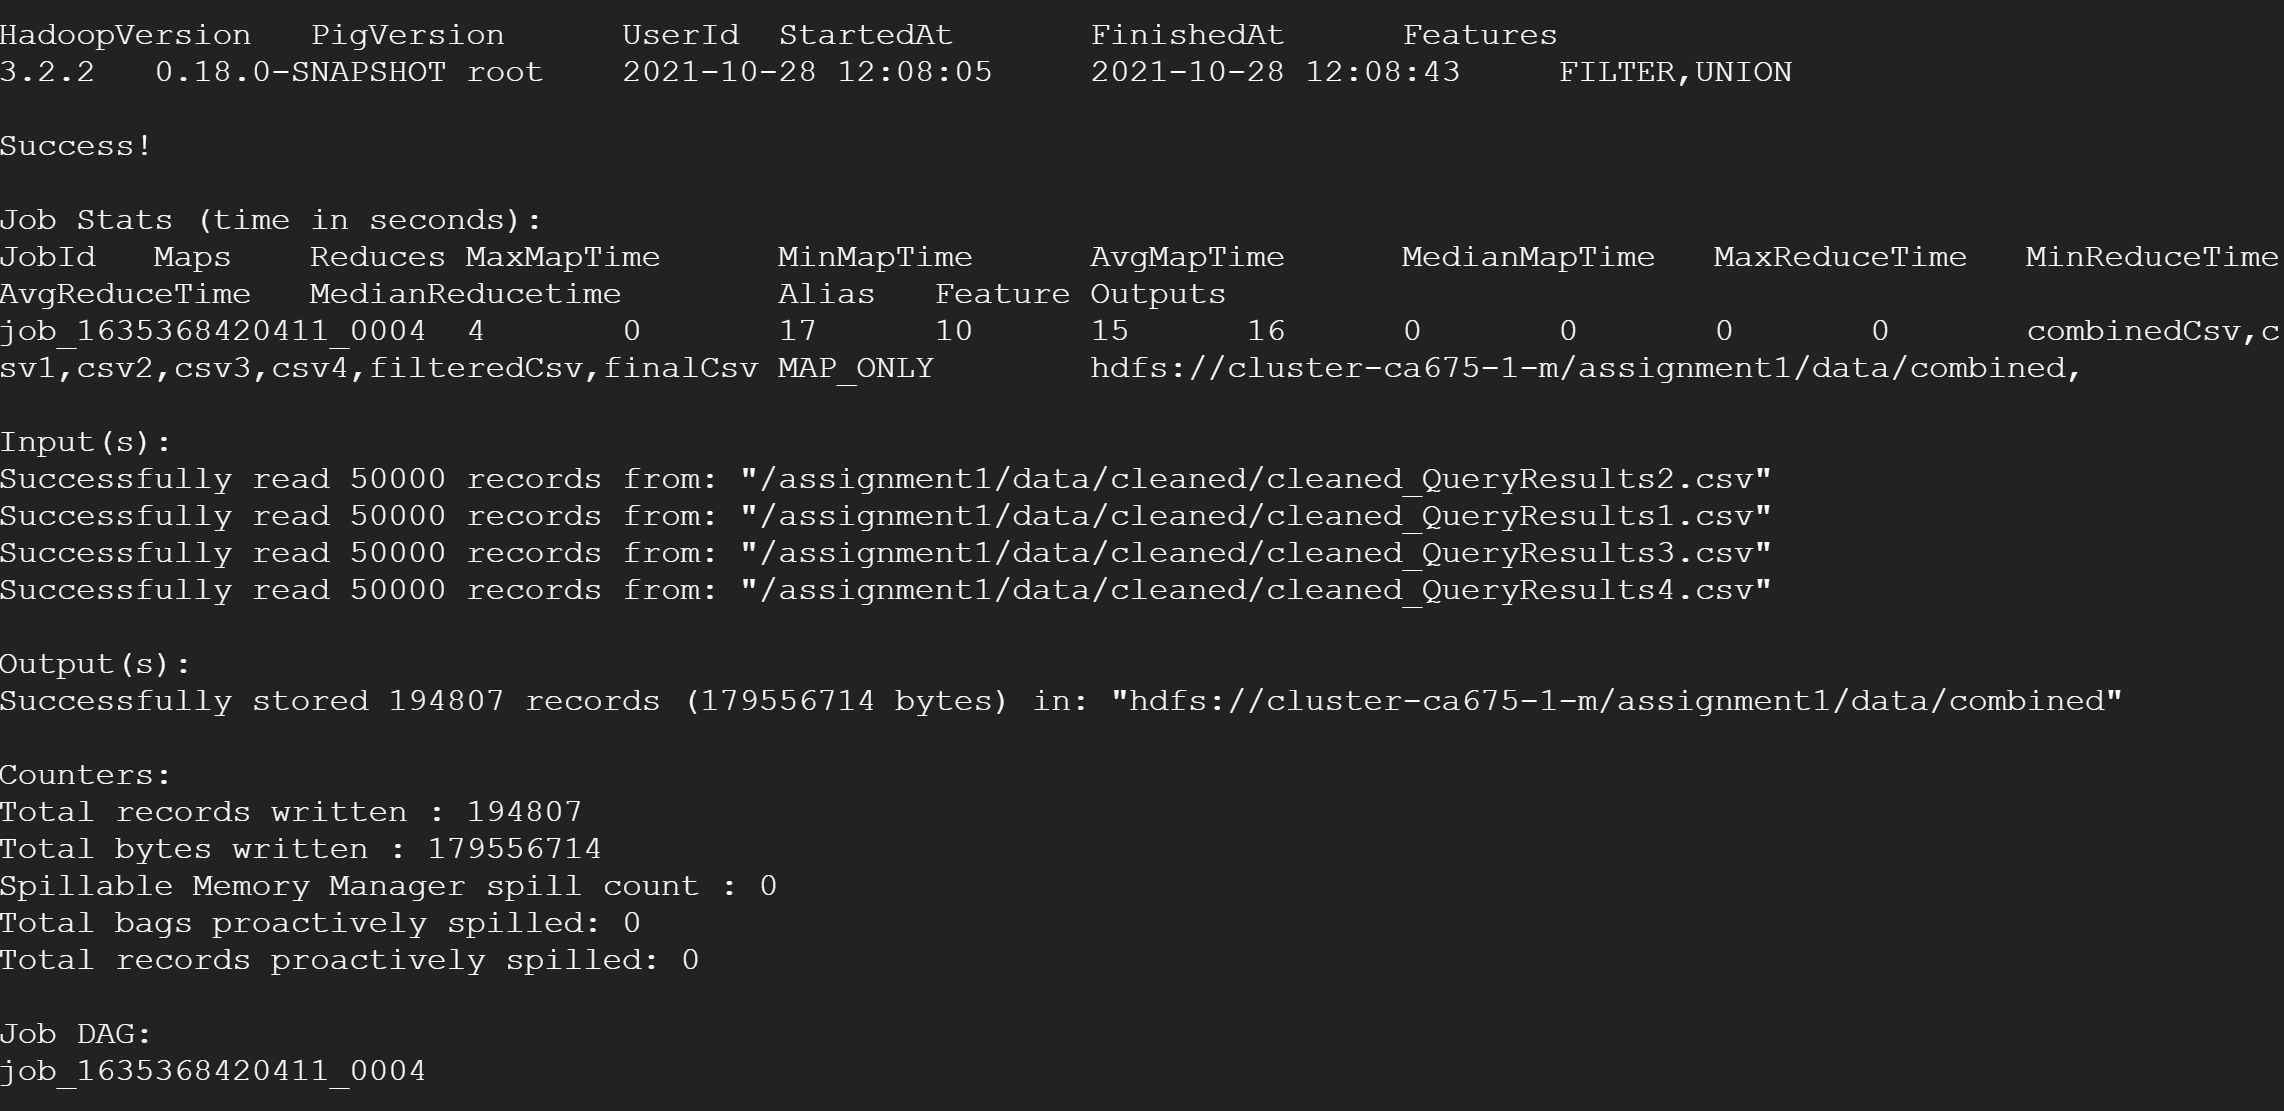 HadoopVersion PigVersion UserId StartedAt FinishedAt Features
3.2.2 0.18.0-SNAPSHOT root 2021-10-28 12:08:05 2021-10-28 12:08:43 FILTER,UNION
Success!
Job Stats (time in seconds):
JobId Maps Reduces MaxMapTime MinMapTime AvgMapTime MedianMapTime MaxReduceTime MinReduceTime
AvgReduceTime MedianReducetime Alias Feature Outputs
job_1635368420411_0004 4 0 17 10 15 16 0 0 0 0 combinedCsv,c
sv1,csv2,csv3,csv4,filteredCsv,finalCsv MAP_ONLY hdfs://cluster-ca675-1-m/assignment1/data/combined,
Input(s):
Successfully read 50000 records from: "/assignment1/data/cleaned/cleaned_QueryResults2.csv"
Successfully read 50000 records from: "/assignment1/data/cleaned/cleaned_QueryResults1.csv"
Successfully read 50000 records from: "/assignment1/data/cleaned/cleaned_QueryResults3.csv"
Successfully read 50000 records from: "/assignment1/data/cleaned/cleaned_QueryResults4.csv"
Output(s):
Successfully stored 194807 records (179556714 bytes) in: "hdfs://cluster-ca675-1-m/assignment1/data/combined"
Counters:
Total records written : 194807
Total bytes written : 179556714
Spillable Memory Manager spill count : 0
Total bags proactively spilled: 0
Total records proactively spilled: 0
Job DAG:
job_1635368420411_0004